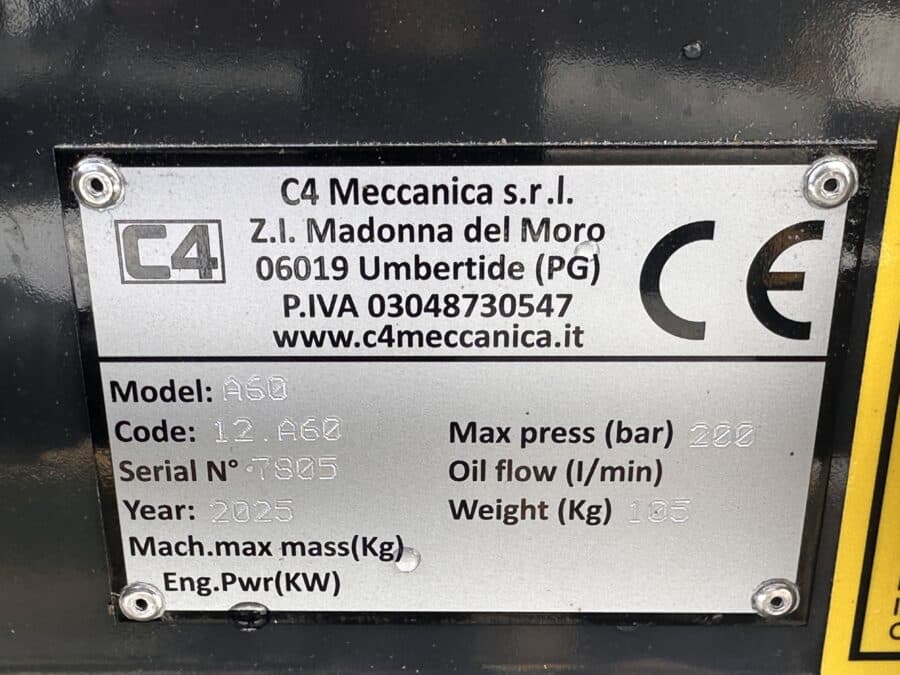 C4 Meccanica s.r.l.
C4
Z.I. Madonna del Moro
06019 Umbertide (PG)
P.IVA 03048730547
www.c4meccanica.it
CE
Model: A60
Code: 12.A60
Max press (bar) 200
Serial N° 7805
Oil flow (l/min)
Year: 2025
Weight (Kg) 105
Mach.max mass(Kg)
Eng.Pwr(KW)